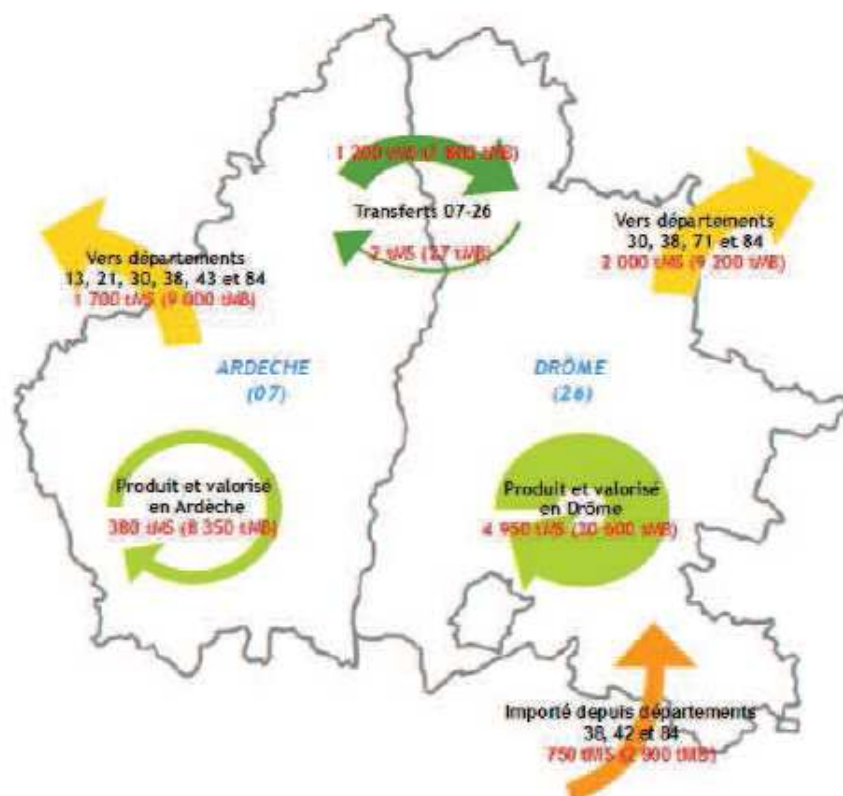 1 200 tMS ( 800 tMB)
Transferts 07-26
2 tMS (27 tMB)
Vers départements
13, 21, 30, 38, 43 et 84
1 700 tMS (9 000 tMB)
Vers départements
30, 38, 71 et 84
2 000 tMS (9 200 tMB)
ARDECHE
(07)
DRÔME
(26)
Produit et valorisé
en Ardèche
380 tMS (8 350 tMB)
Produit et valorisé
en Drôme
4 950 tMS (30 600 tMB)
Importé depuis départements
38, 42 et 84
750 tMS (2 900 tMB)